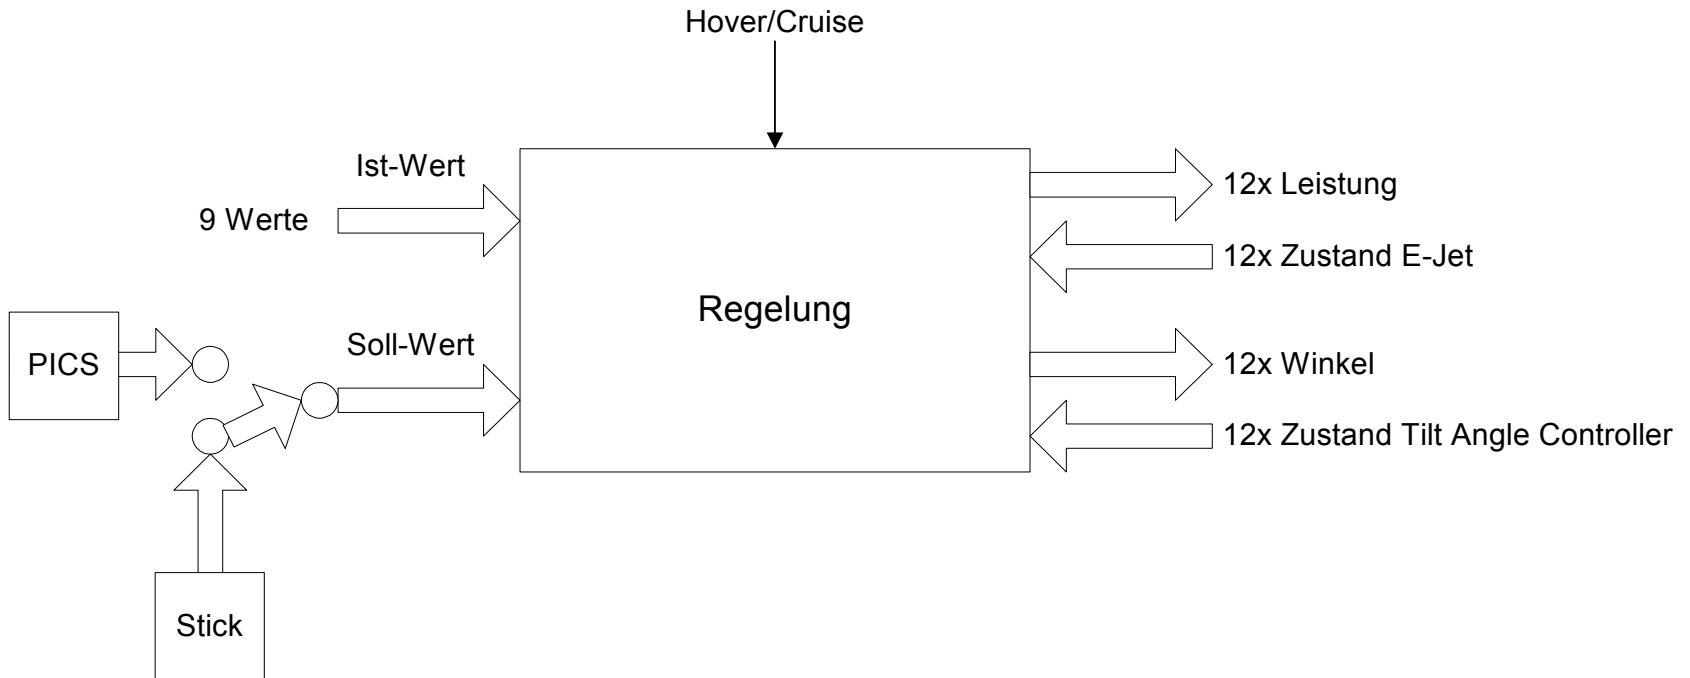 Hover/Cruise
Ist-Wert
9 Werte
Soll-Wert
PICS
Stick
Regelung
12x Leistung
12x Zustand E-Jet
12x Winkel
12x Zustand Tilt Angle Controller